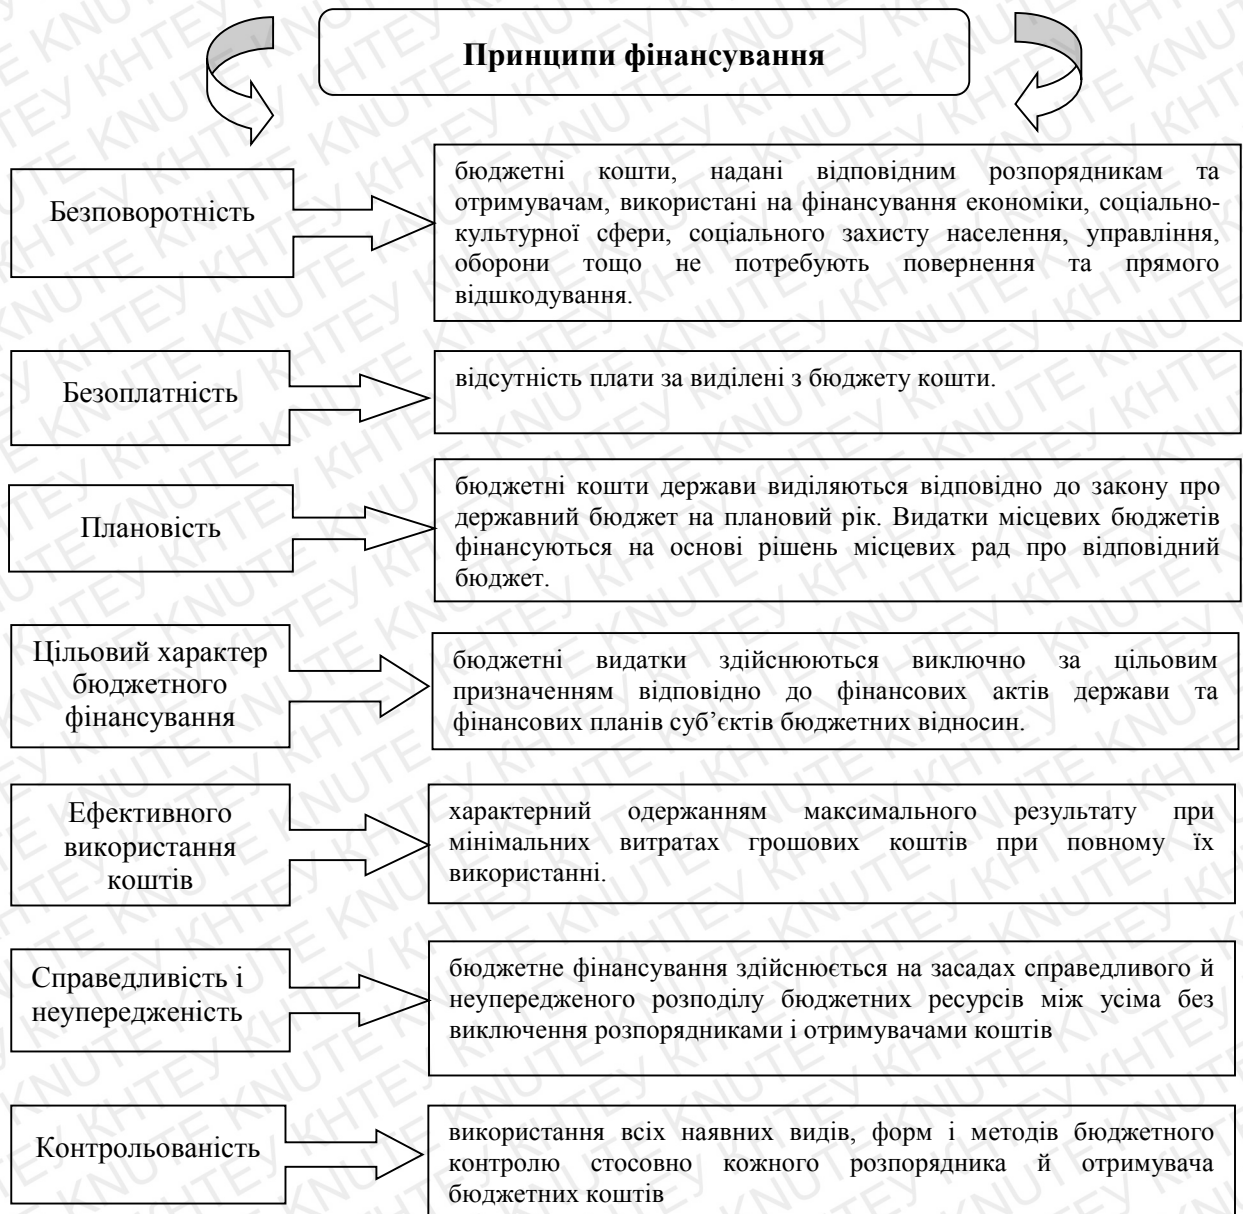 Принципи фінансування
Безповоротність
бюджетні кошти, надані відповідним розпорядникам та
отримувачам, використані на фінансування економіки, соціально-
культурної сфери, соціального захисту населення, управління,
оборони тощо не потребують повернення та прямого
відшкодування.
Безоплатність
відсутність плати за виділені з бюджету кошти.
Плановість
бюджетні кошти держави виділяються відповідно до закону про
державний бюджет на плановий рік. Видатки місцевих бюджетів
фінансуються на основі рішень місцевих рад про відповідний
бюджет.
Цільовий характер
бюджетного
фінансування
бюджетні видатки здійснюються виключно за цільовим
призначенням відповідно до фінансових актів держави та
фінансових планів суб’єктів бюджетних відносин.
Ефективного
використання
коштів
характерний одержанням максимального результату при
мінімальних витратах грошових коштів при повному їх
використанні.
Справедливість і
неупередженість
бюджетне фінансування здійснюється на засадах справедливого й
неупередженого розподілу бюджетних ресурсів між усіма без
виключення розпорядниками і отримувачами коштів
Контрольованість
використання всіх наявних видів, форм і методів бюджетного
контролю стосовно кожного розпорядника й отримувача
бюджетних коштів